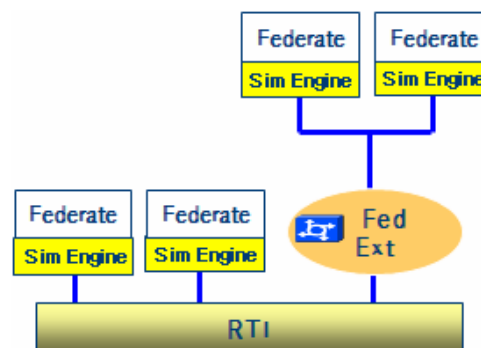 Federate
Sim Engine
Federate
Sim Engine
Federate
Sim Engine
Federate
Sim Engine
Fed
Ext
RTI